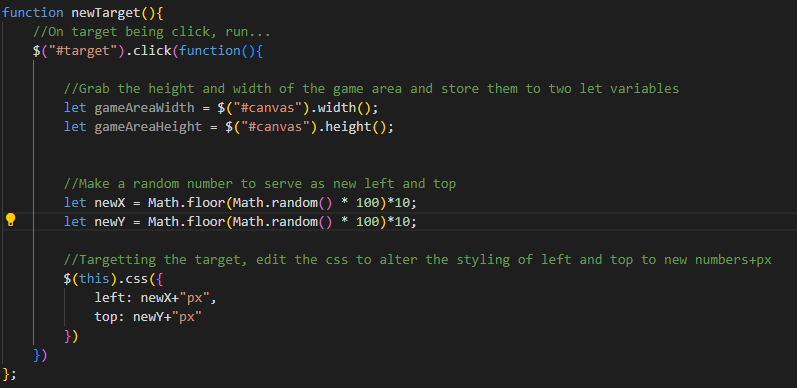 function newTarget(){
//On target being click, run...
$("#target").click(function(){
//Grab the height and width of the game area and store them to two let variables
let gameAreaWidth = $("#canvas").width();
let gameAreaHeight = $("#canvas").height();
//Make a random number to serve as new left and top
let newX = Math.floor(Math.random() * 100)*10;
let newY = Math.floor(Math.random() * 100)*10;
//Targetting the target, edit the css to alter the styling of left and top to new numbers+px
$(this).css({
left: newX+"px",
top: newY+"px"
})
})
};